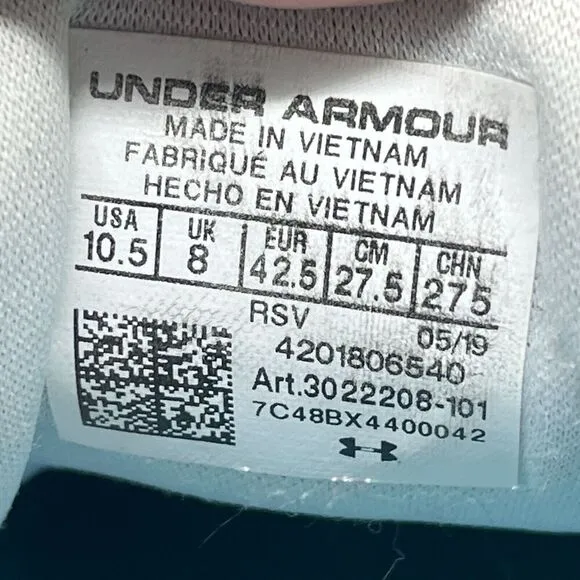 UNDER ARMOUR
MADE IN VIETNAM
FABRIQUÉ AU VIETNAM
HECHO EN VIETNAM
USA UK EUR CM CHN
10.5 8 42.5 27.5 275
RSV 05/19
4201806540
Art.3022208-101
7C48BX4400042